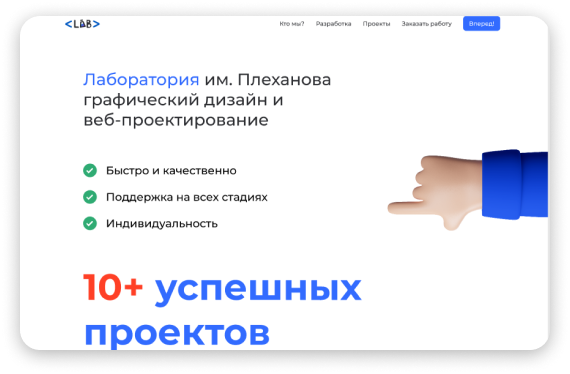 <LAB>
Кто мы? Разработка Проекты Заказать работу Вперед!
Лаборатория им. Плеханова
графический дизайн и
веб-проектирование
Быстро и качественно
Поддержка на всех стадиях
Индивидуальность
10+ успешных
проектов